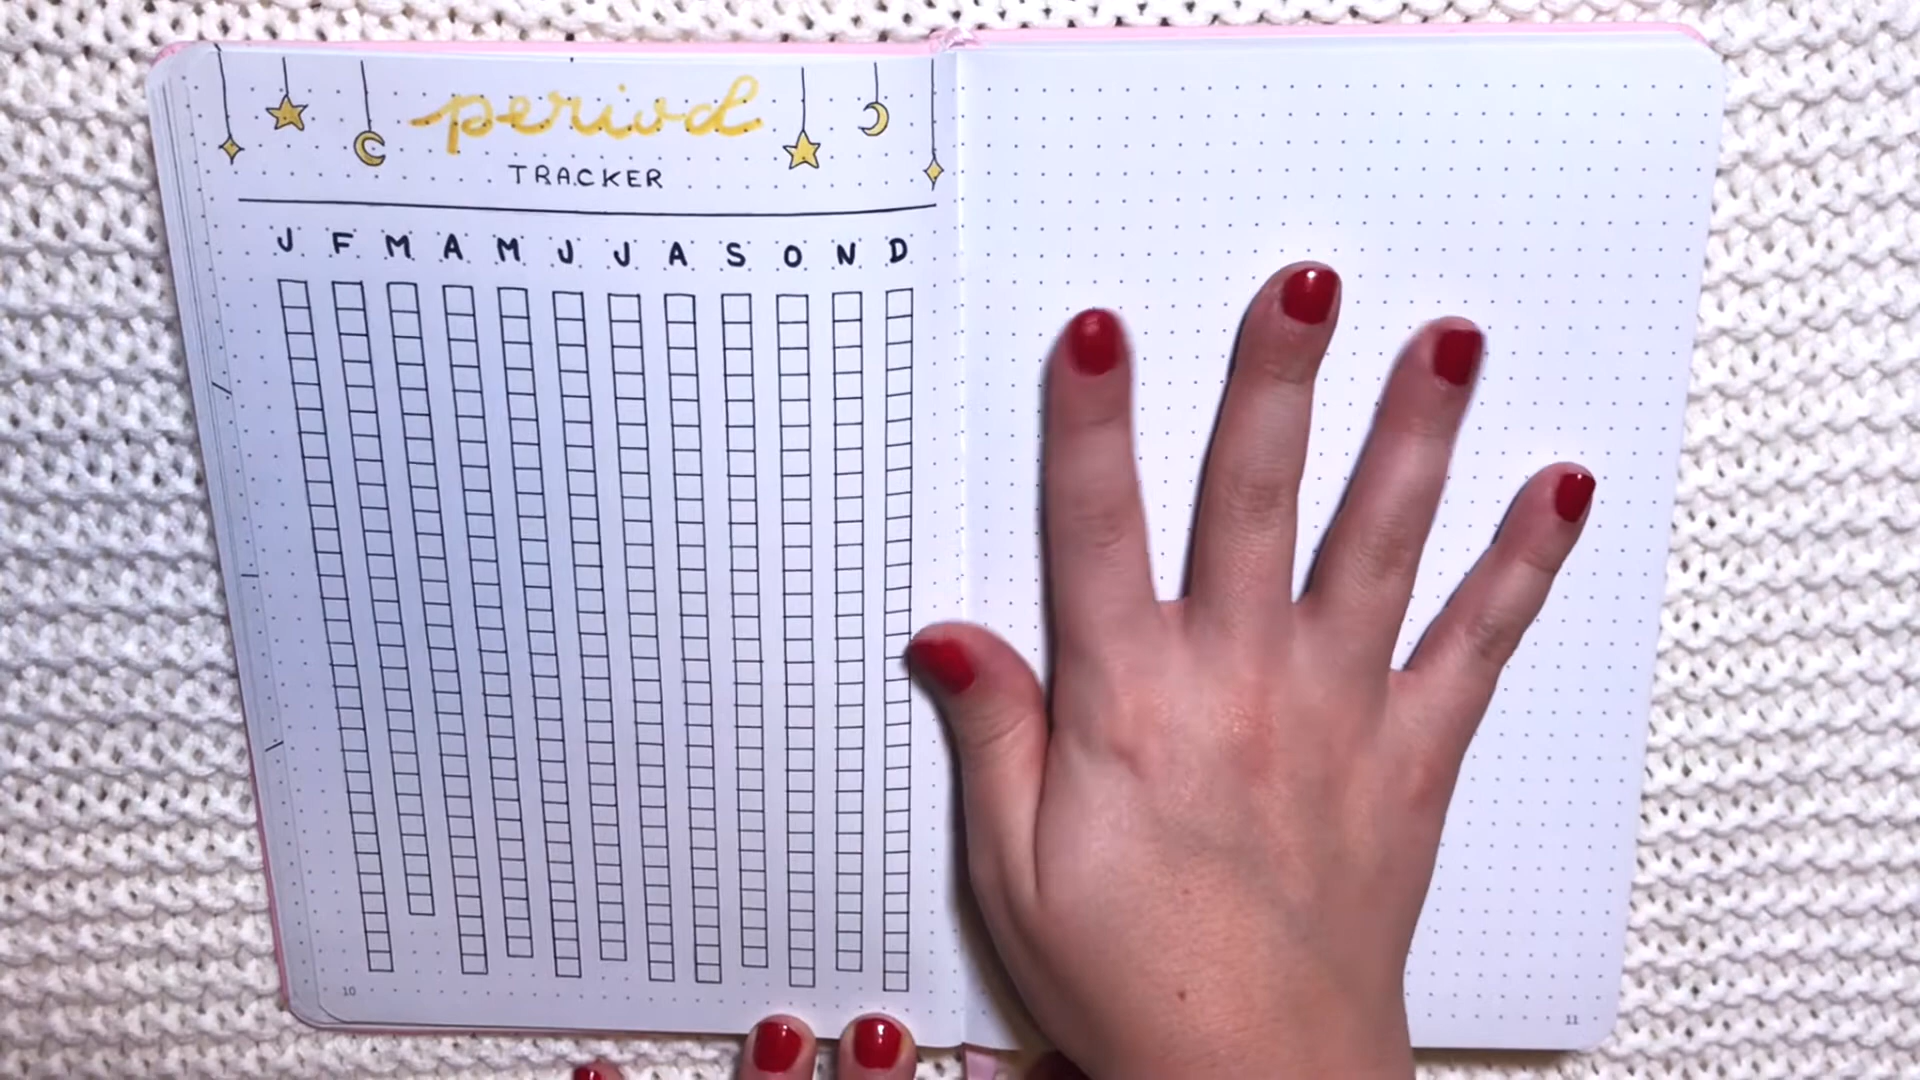 period
TRACKER
J F M A M J J A S O N D
10
11